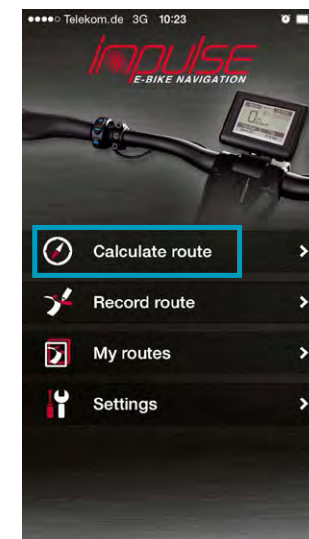 Telekom.de 3G 10:23
impulse
E-BIKE NAVIGATION
Calculate route
Record route
My routes
Settings